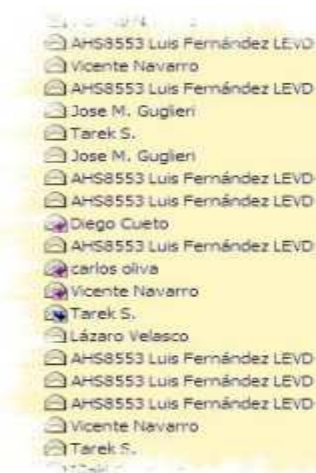 AHS8553 Luis Fernández LEVD
Vicente Navarro
AHS8553 Luis Fernández LEVD
Jose M. Guglieri
Tarek S.
Jose M. Guglieri
AHS8553 Luis Fernández LEVD
AHS8553 Luis Fernández LEVD
Diego Cueto
AHS8553 Luis Fernández LEVD
carlos oliva
Vicente Navarro
Tarek S.
Lázaro Velasco
AHS8553 Luis Fernández LEVD
AHS8553 Luis Fernández LEVD
AHS8553 Luis Fernández LEVD
Vicente Navarro
Tarek S.